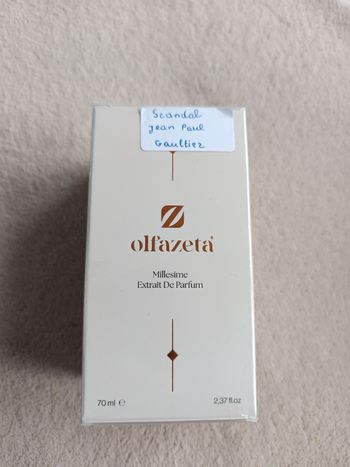 Scandal
Jean Paul
Gaultier
olfazeta
Millesime
Extrait De Parfum
70 ml ℮
2,37 fl.oz